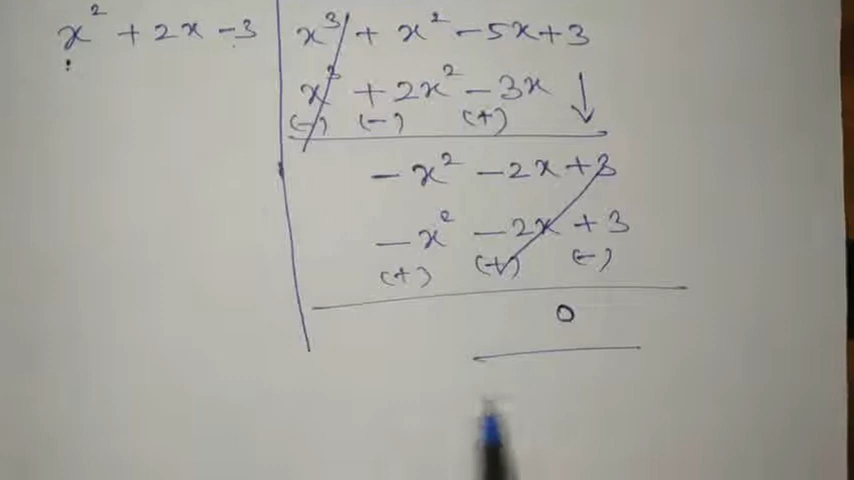 x² + 2x - 3 | x³ + x² - 5x + 3
x³ + 2x² - 3x ↓
(-) (-) (+)
- x² - 2x + 3
- x² - 2x + 3
(+) (+) (-)
0